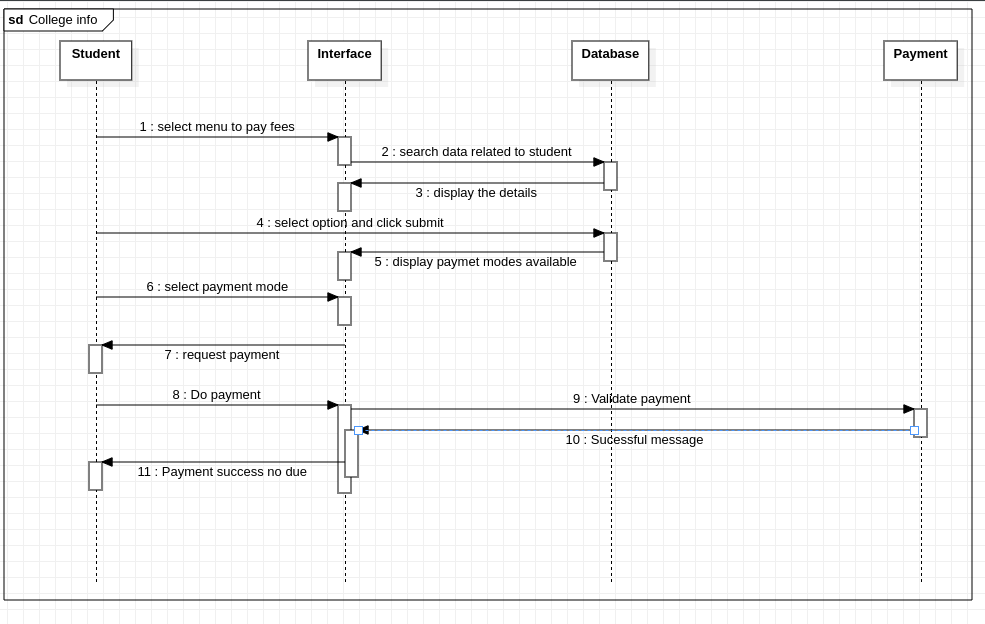 sd College info
Student
Interface
Database
Payment
1 : select menu to pay fees
2 : search data related to student
3 : display the details
4 : select option and click submit
5 : display paymet modes available
6 : select payment mode
7 : request payment
8 : Do payment
9 : Validate payment
10 : Sucessful message
11 : Payment success no due